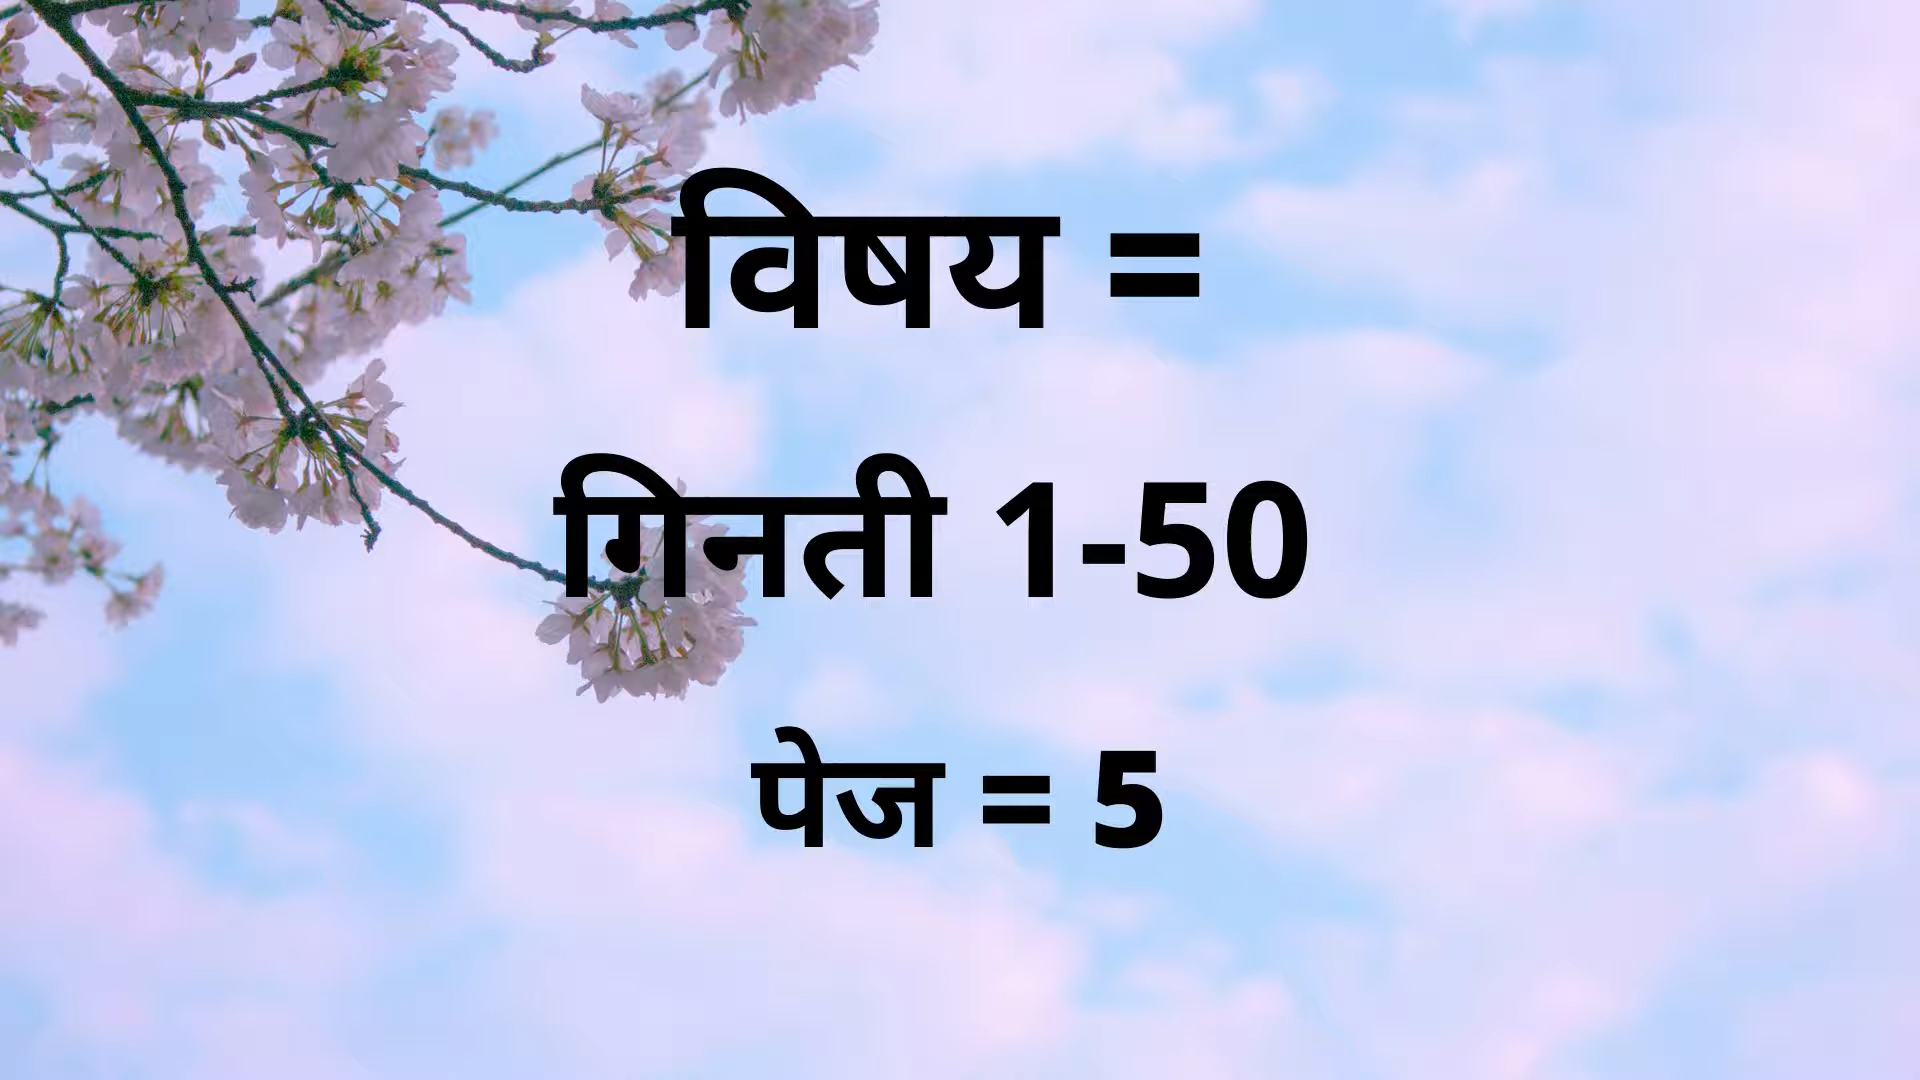 विषय =
गिनती 1-50
पेज = 5